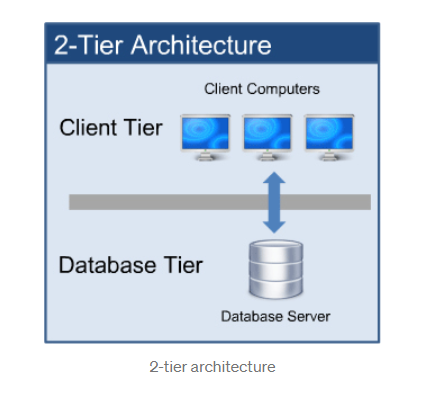 2-Tier Architecture
Client Computers
Client Tier
Database Tier
Database Server
2-tier architecture